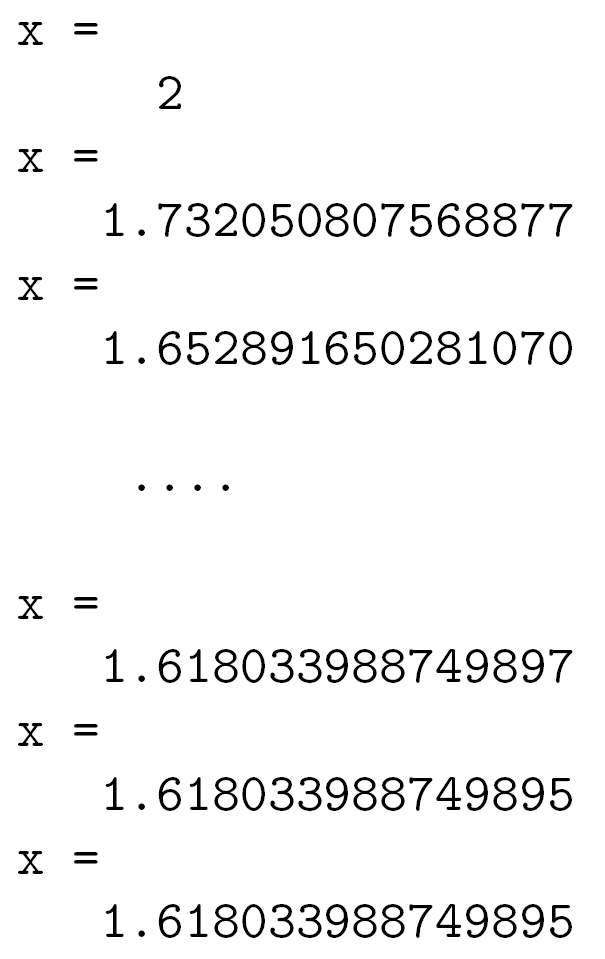 x =
2
x =
1.732050807568877
x =
1.652891650281070
....
x =
1.618033988749897
x =
1.618033988749895
x =
1.618033988749895